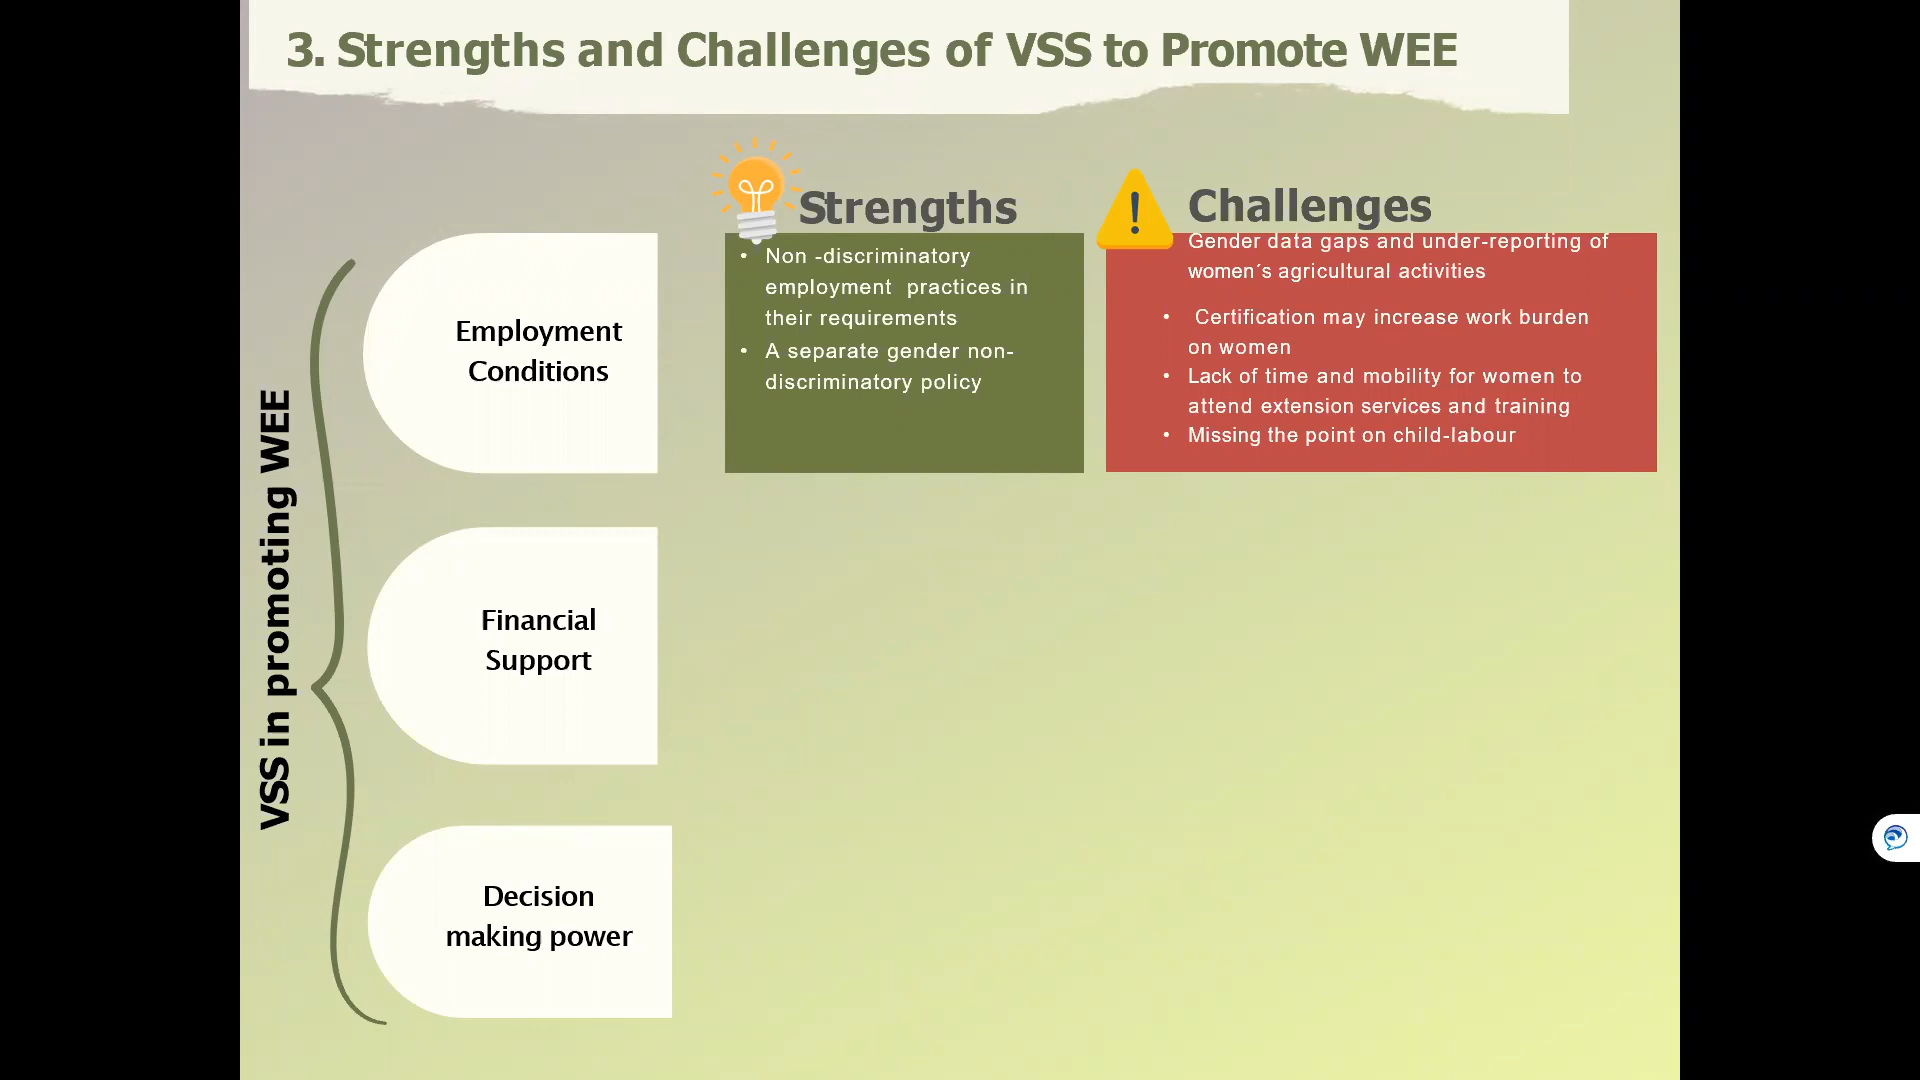 3. Strengths and Challenges of VSS to Promote WEE
Strengths
Challenges
VSS in promoting WEE
Employment
Conditions
• Non -discriminatory
employment  practices in
their requirements
• A separate gender non-
discriminatory policy
Gender data gaps and under-reporting of
women´s agricultural activities
•  Certification may increase work burden
on women
• Lack of time and mobility for women to
attend extension services and training
• Missing the point on child-labour
Financial
Support
Decision
making power